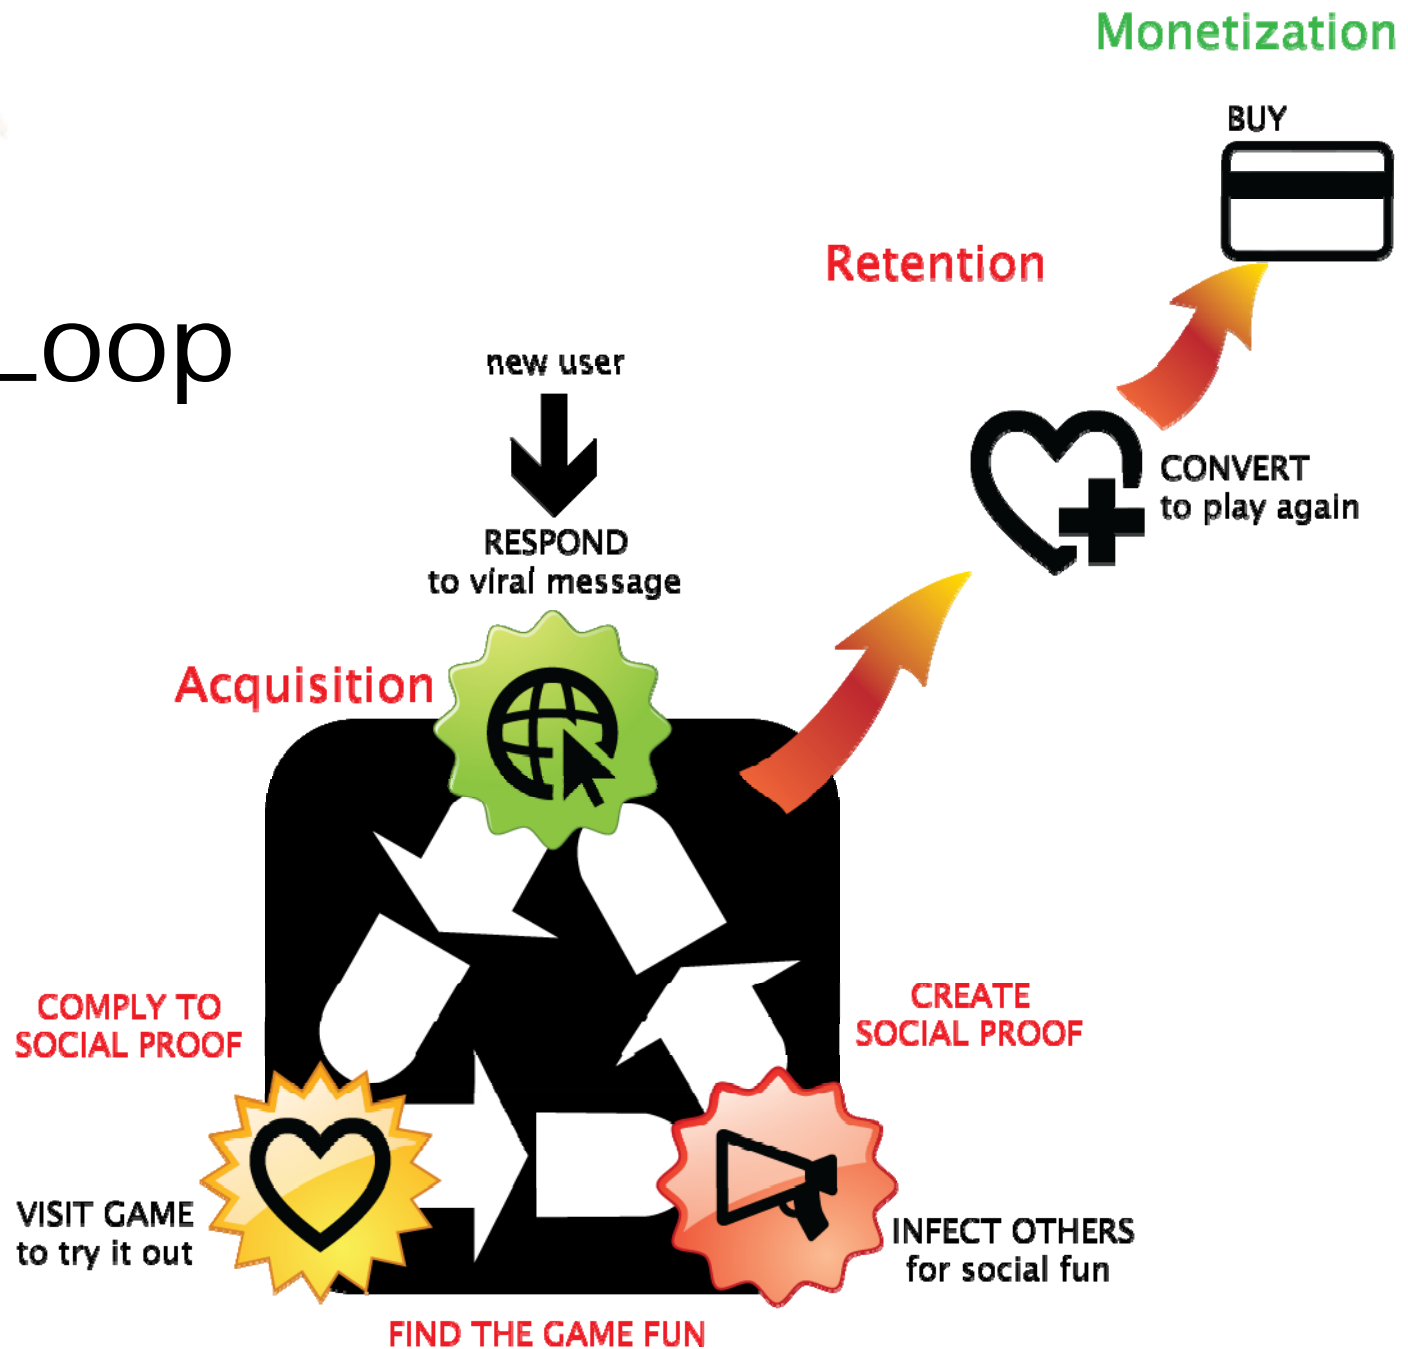 Monetization
BUY
Retention
Loop
new user
CONVERT
to play again
RESPOND
to viral message
Acquisition
COMPLY TO
SOCIAL PROOF
CREATE
SOCIAL PROOF
VISIT GAME
to try it out
INFECT OTHERS
for social fun
FIND THE GAME FUN